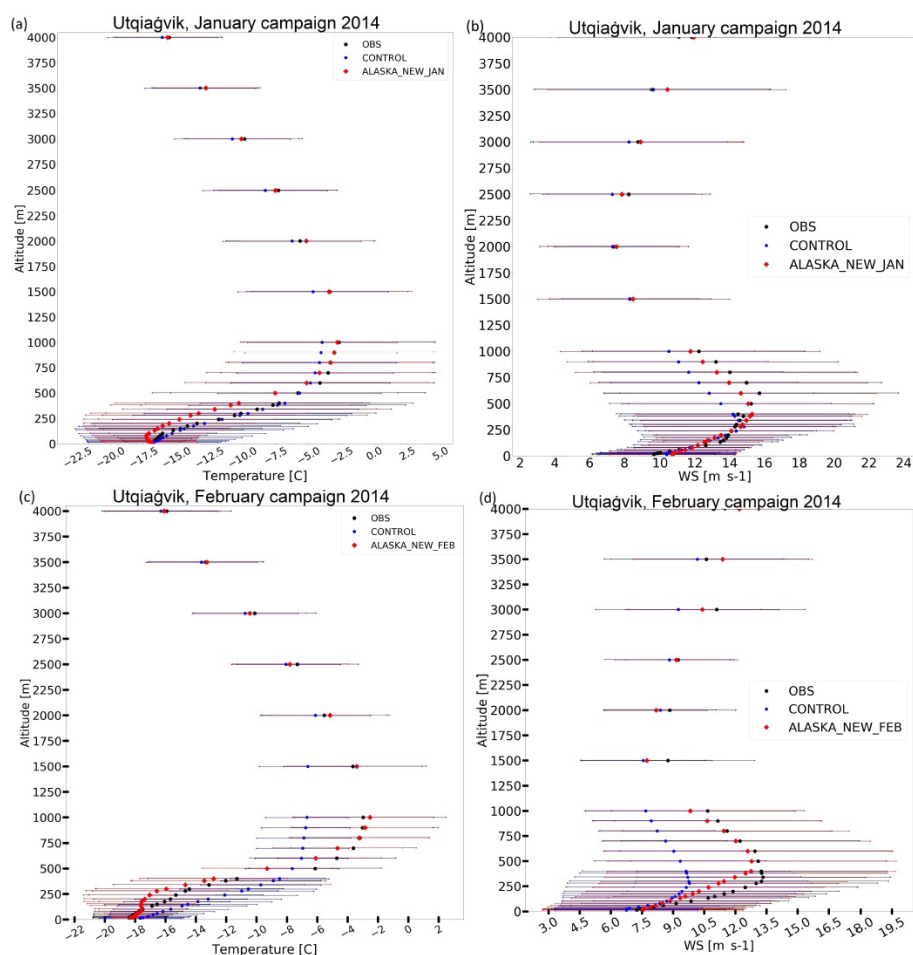 (a)
Utqiaġvik, January campaign 2014
4000
3750
3500
3250
3000
2750
2500
2250
2000
1750
1500
1250
1000
750
500
250
0
Altitude [m]
OBS
CONTROL
ALASKA_NEW_JAN
−22.5 −20.0 −17.5 −15.0 −12.5 −10.0 −7.5 −5.0 −2.5 0.0 2.5 5.0
Temperature [C]
(b)
Utqiaġvik, January campaign 2014
4000
3750
3500
3250
3000
2750
2500
2250
2000
1750
1500
1250
1000
750
500
250
0
Altitude [m]
OBS
CONTROL
ALASKA_NEW_JAN
4 6 8 10 12 14 16 18 20 22 24
WS [m s-1]
(c)
Utqiaġvik, February campaign 2014
4000
3750
3500
3250
3000
2750
2500
2250
2000
1750
1500
1250
1000
750
500
250
0
Altitude [m]
OBS
CONTROL
ALASKA_NEW_FEB
−22 −20 −18 −16 −14 −12 −10 −8 −6 −4 −2 0 2
Temperature [C]
(d)
Utqiaġvik, February campaign 2014
4000
3750
3500
3250
3000
2750
2500
2250
2000
1750
1500
1250
1000
750
500
250
0
Altitude [m]
OBS
CONTROL
ALASKA_NEW_FEB
3.0 4.5 6.0 7.5 9.0 10.5 12.0 13.5 15.0 16.5 18.0 19.5
WS [m s-1]